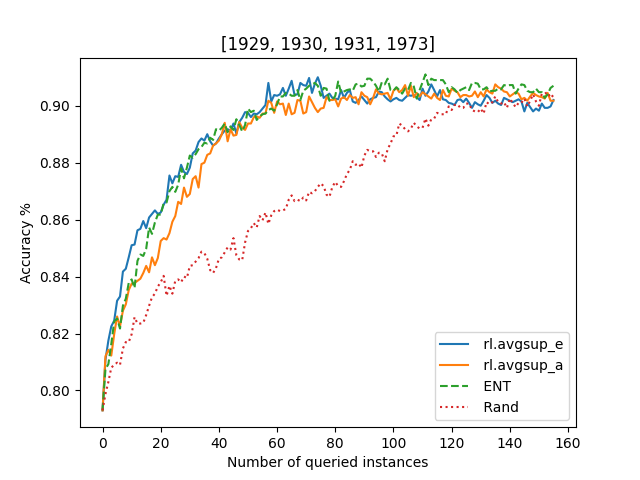 [1929, 1930, 1931, 1973]
Accuracy %
0.90
0.88
0.86
0.84
0.82
0.80
rl.avgsup_e
rl.avgsup_a
ENT
Rand
0 20 40 60 80 100 120 140 160
Number of queried instances